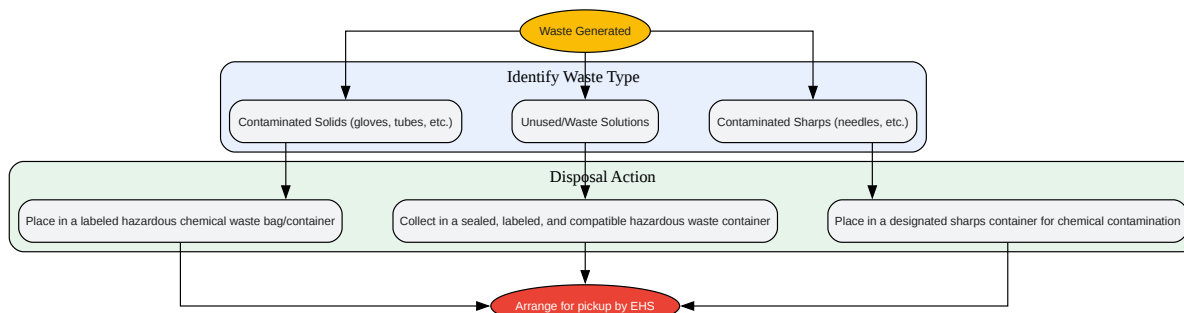 Waste Generated
Identify Waste Type
Contaminated Solids (gloves, tubes, etc.)
Unused/Waste Solutions
Contaminated Sharps (needles, etc.)
Disposal Action
Place in a labeled hazardous chemical waste bag/container
Collect in a sealed, labeled, and compatible hazardous waste container
Place in a designated sharps container for chemical contamination
Arrange for pickup by EHS